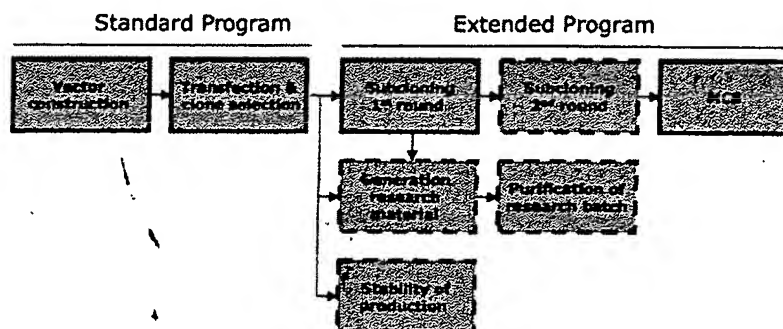 Standard Program
Extended Program
Vector
construction
Transfection &
clone selection
Subcloning
1st round
Subcloning
2nd round
MCB
Generation
research
material
Purification of
research batch
Stability of
production